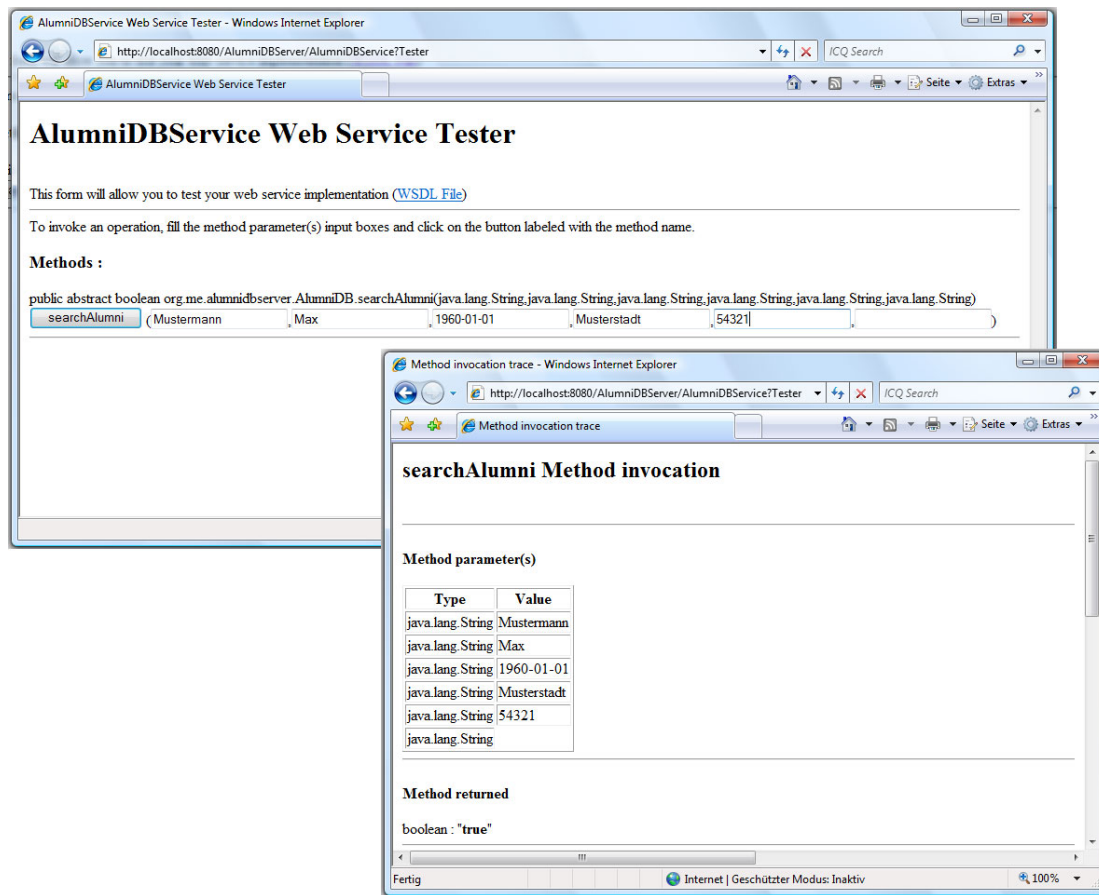 AlumniDBService Web Service Tester - Windows Internet Explorer
http://localhost:8080/AlumniDBServer/AlumniDBService?Tester
ICQ Search
AlumniDBService Web Service Tester
Seite
Extras
AlumniDBService Web Service Tester
This form will allow you to test your web service implementation (WSDL File)
To invoke an operation, fill the method parameter(s) input boxes and click on the button labeled with the method name.
Methods :
public abstract boolean org.me.alumnidbserver.AlumniDB.searchAlumni(java.lang.String,java.lang.String,java.lang.String,java.lang.String,java.lang.String,java.lang.String)
searchAlumni (Mustermann ,Max ,1960-01-01 ,Musterstadt ,54321 , )
Method invocation trace - Windows Internet Explorer
http://localhost:8080/AlumniDBServer/AlumniDBService?Tester
ICQ Search
Method invocation trace
Seite
Extras
searchAlumni Method invocation
Method parameter(s)
Type Value
java.lang.String Mustermann
java.lang.String Max
java.lang.String 1960-01-01
java.lang.String Musterstadt
java.lang.String 54321
java.lang.String
Method returned
boolean : "true"
Fertig
Internet | Geschützter Modus: Inaktiv
100%